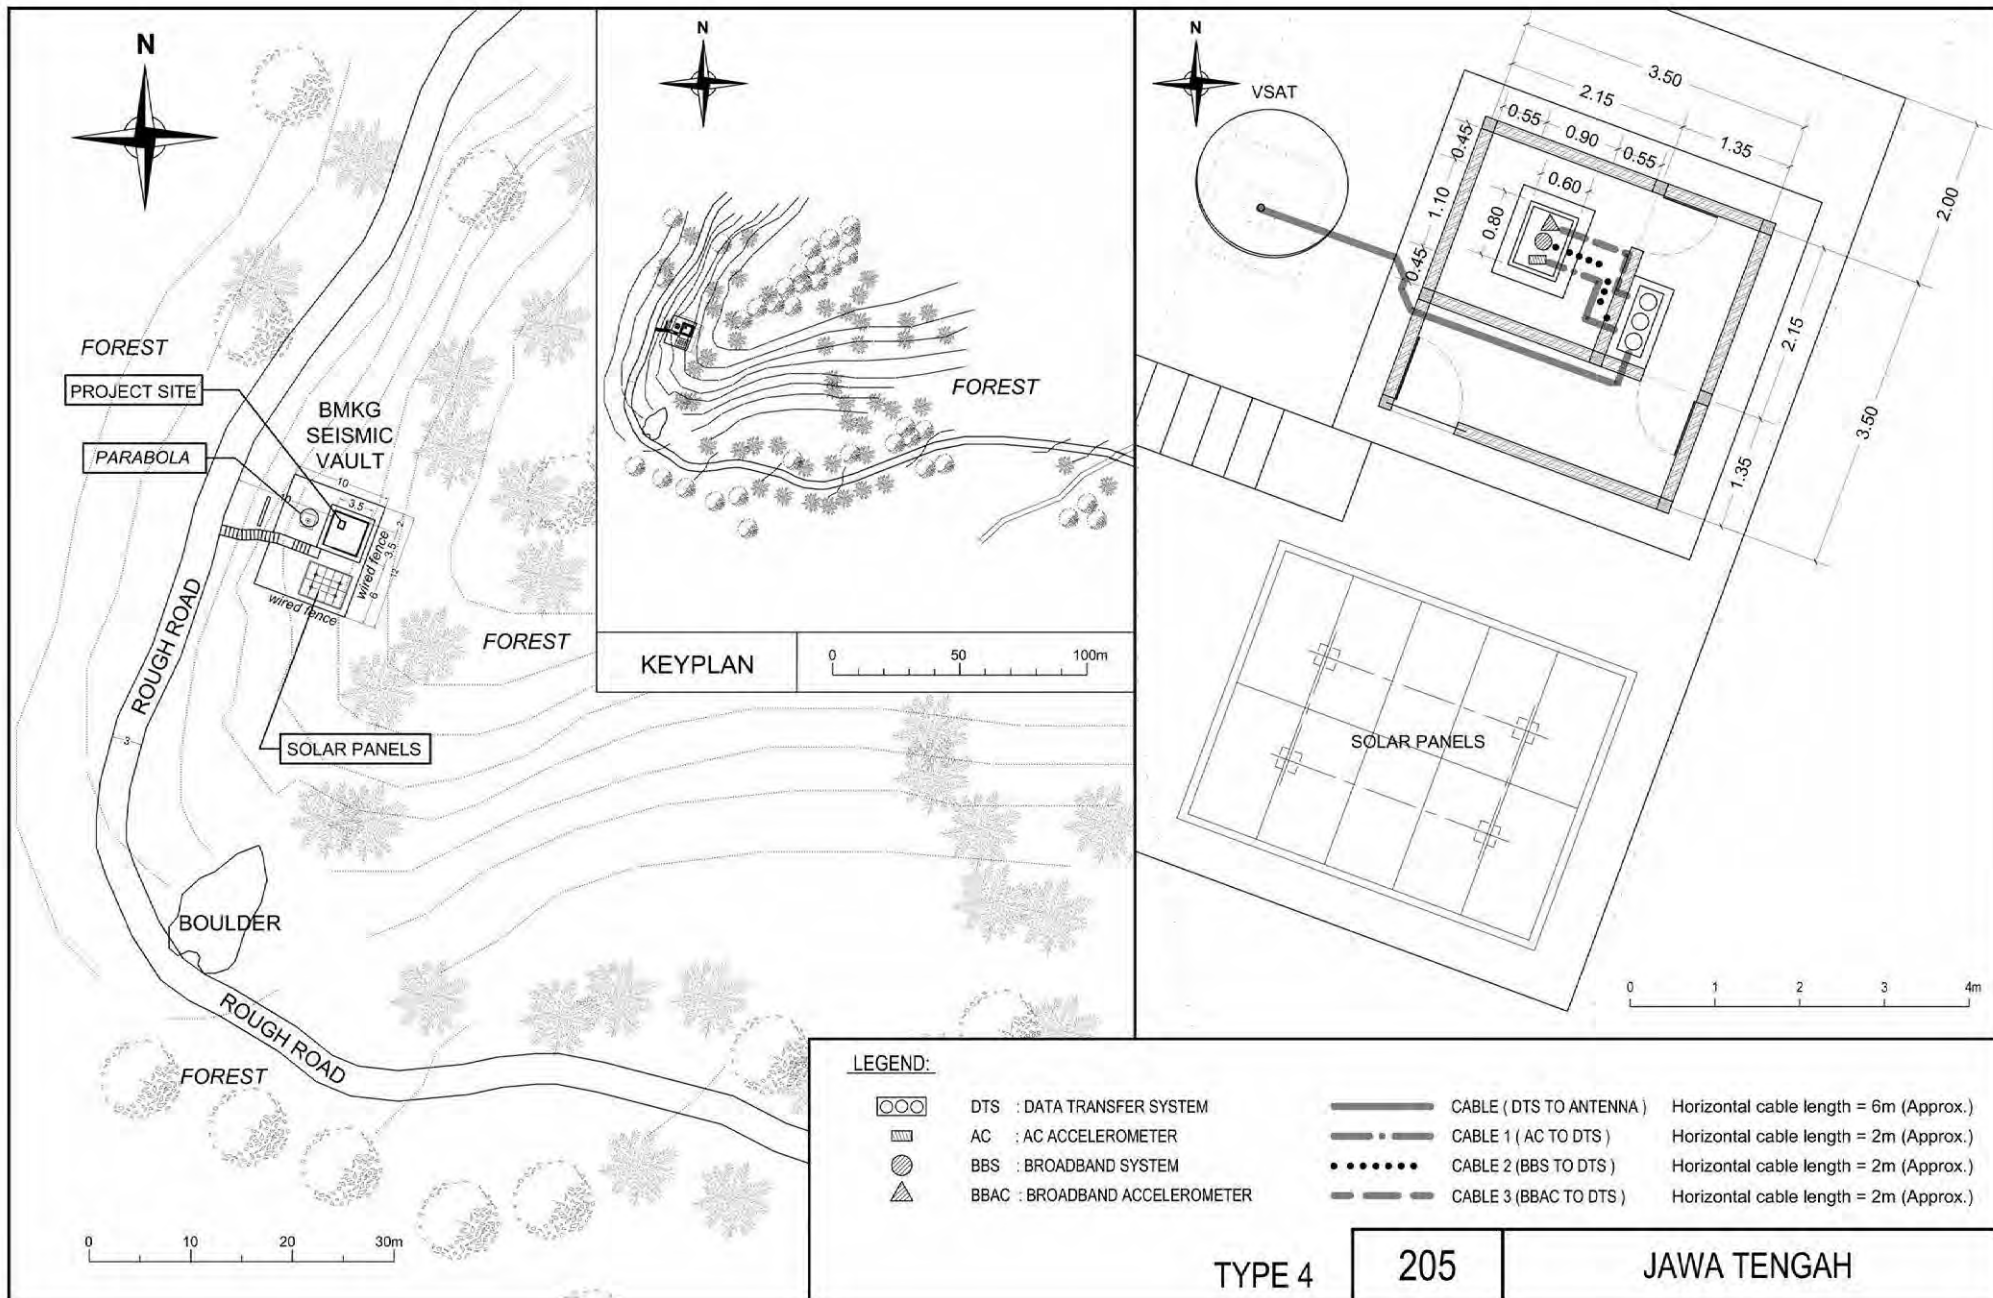 N
FOREST
PROJECT SITE
PARABOLA
BMKG
SEISMIC
VAULT
10
10
3.5
2
3.5
12
6
wired fence
wired fence
ROUGH ROAD
3
FOREST
SOLAR PANELS
BOULDER
ROUGH ROAD
FOREST
0 10 20 30m
N
FOREST
KEYPLAN
0 50 100m
N
VSAT
3.50
2.15
1.35
0.55
0.90
0.55
0.45
1.10
0.45
0.60
0.80
2.00
2.15
3.50
1.35
SOLAR PANELS
0 1 2 3 4m
LEGEND:
DTS : DATA TRANSFER SYSTEM
AC : AC ACCELEROMETER
BBS : BROADBAND SYSTEM
BBAC : BROADBAND ACCELEROMETER
CABLE ( DTS TO ANTENNA ) Horizontal cable length = 6m (Approx.)
CABLE 1 ( AC TO DTS ) Horizontal cable length = 2m (Approx.)
CABLE 2 (BBS TO DTS ) Horizontal cable length = 2m (Approx.)
CABLE 3 (BBAC TO DTS ) Horizontal cable length = 2m (Approx.)
TYPE 4
205
JAWA TENGAH